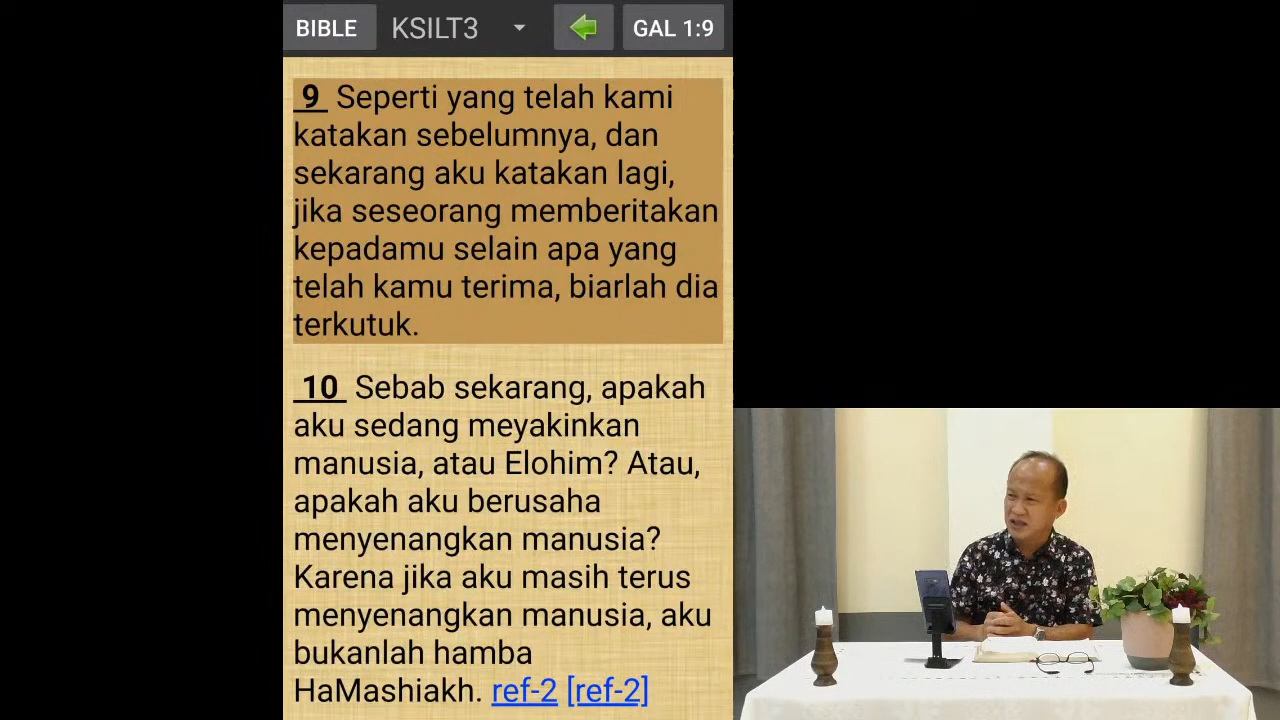 BIBLE KSILT3 GAL 1:9
9 Seperti yang telah kami
katakan sebelumnya, dan
sekarang aku katakan lagi,
jika seseorang memberitakan
kepadamu selain apa yang
telah kamu terima, biarlah dia
terkutuk.
10 Sebab sekarang, apakah
aku sedang meyakinkan
manusia, atau Elohim? Atau,
apakah aku berusaha
menyenangkan manusia?
Karena jika aku masih terus
menyenangkan manusia, aku
bukanlah hamba
HaMashiakh. ref-2 [ref-2]